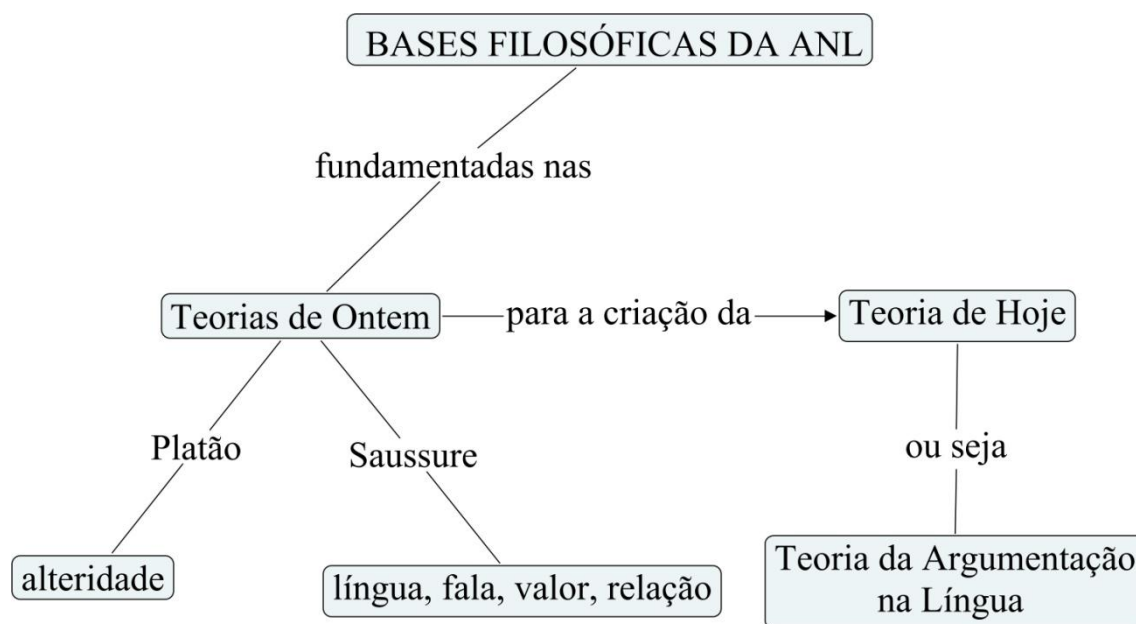 BASES FILOSÓFICAS DA ANL
fundamentadas nas
Teorias de Ontem
para a criação da
Teoria de Hoje
Platão
Saussure
ou seja
alteridade
língua, fala, valor, relação
Teoria da Argumentação
na Língua